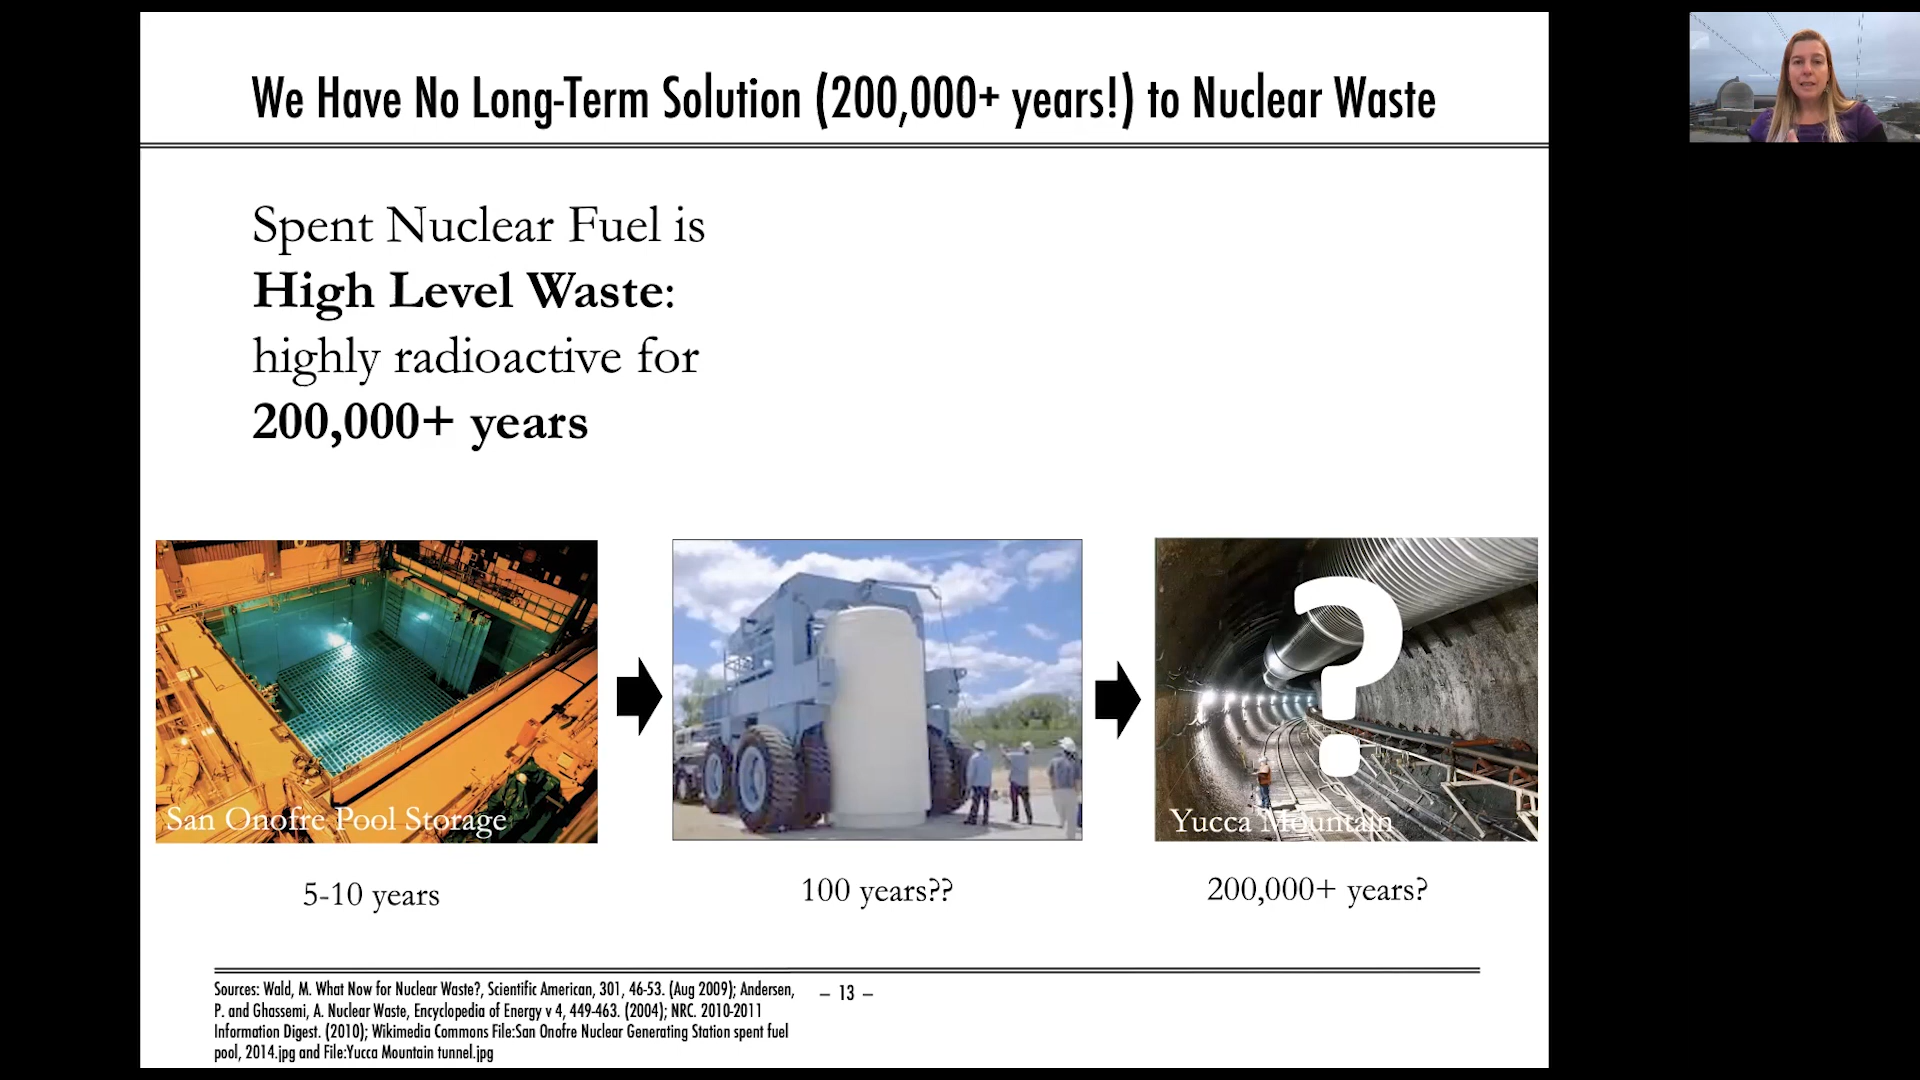 We Have No Long-Term Solution (200,000+ years!) to Nuclear Waste
Spent Nuclear Fuel is
High Level Waste:
highly radioactive for
200,000+ years
San Onofre Pool Storage
Yucca Mountain
?
5-10 years
100 years??
200,000+ years?
Sources: Wald, M. What Now for Nuclear Waste?, Scientific American, 301, 46-53. (Aug 2009); Andersen,
P. and Ghassemi, A. Nuclear Waste, Encyclopedia of Energy v 4, 449-463. (2004); NRC. 2010-2011
Information Digest. (2010); Wikimedia Commons File:San Onofre Nuclear Generating Station spent fuel
pool, 2014.jpg and File:Yucca Mountain tunnel.jpg
– 13 –